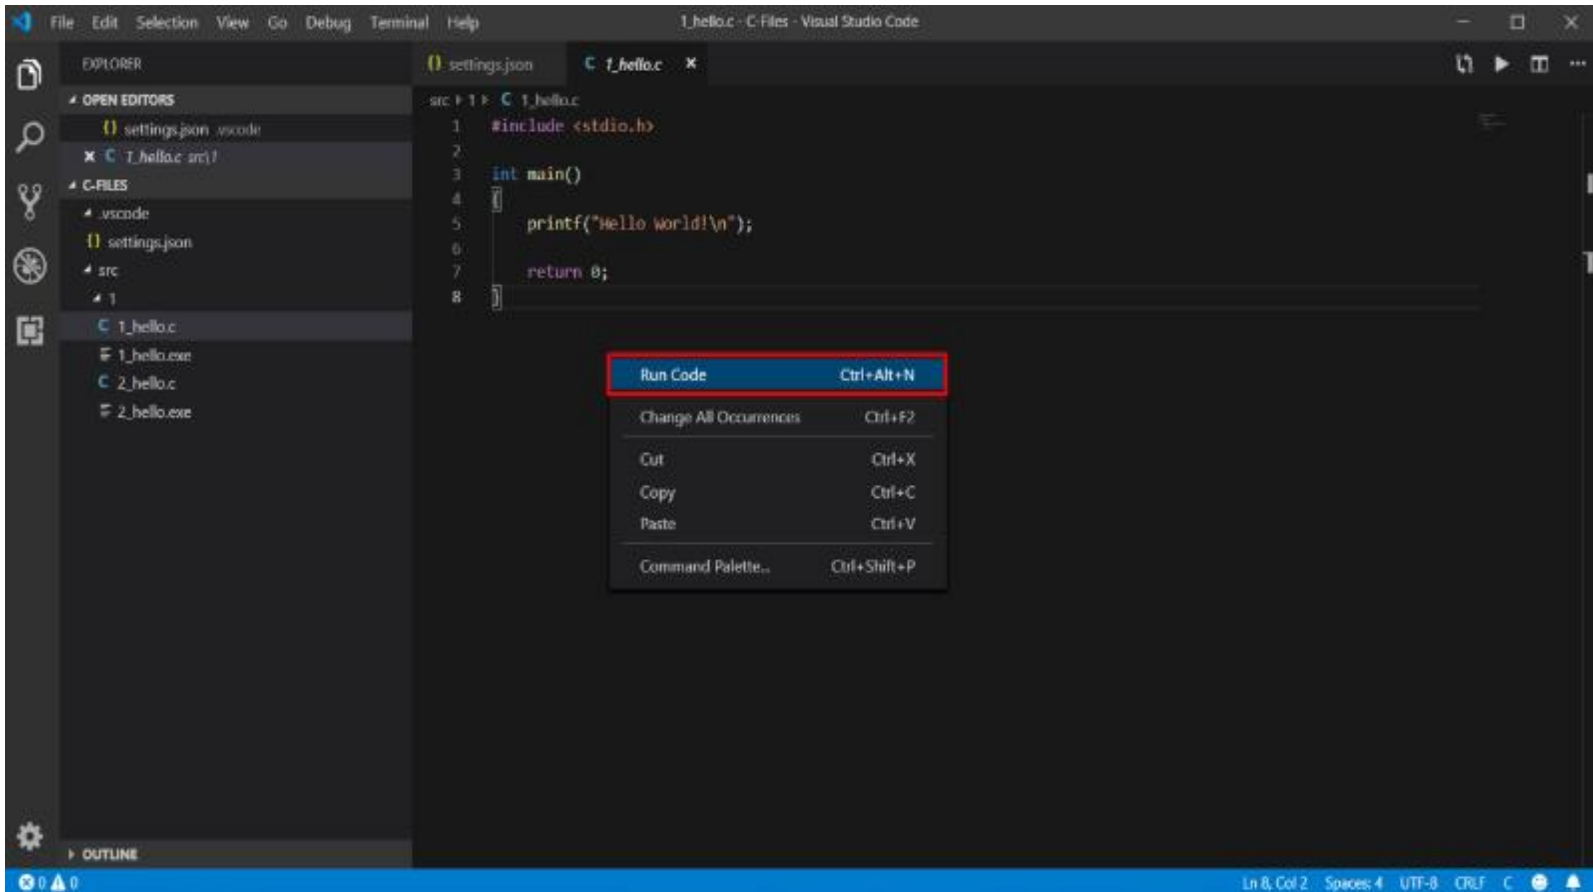 File Edit Selection View Go Debug Terminal Help 1_hello.c - C-Files - Visual Studio Code
EXPLORER
OPEN EDITORS
{} settings.json .vscode
C 1_hello.c src\1
C-FILES
.vscode
{} settings.json
src
1
C 1_hello.c
1_hello.exe
C 2_hello.c
2_hello.exe
OUTLINE
{} settings.json C 1_hello.c
src 1 C 1_hello.c
1 #include <stdio.h>
2
3 int main()
4 {
5 printf("Hello World!\n");
6
7 return 0;
8 }
Run Code Ctrl+Alt+N
Change All Occurrences Ctrl+F2
Cut Ctrl+X
Copy Ctrl+C
Paste Ctrl+V
Command Palette... Ctrl+Shift+P
0 0 Ln 8, Col 2 Spaces: 4 UTF-8 CRLF C